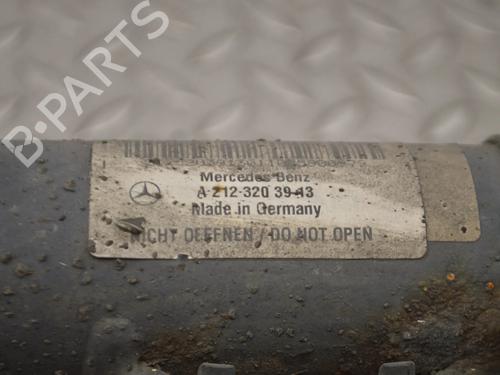 B-PARTS
Mercedes Benz
A 212 320 39 13
Made in Germany
NICHT OEFFNEN / DO NOT OPEN